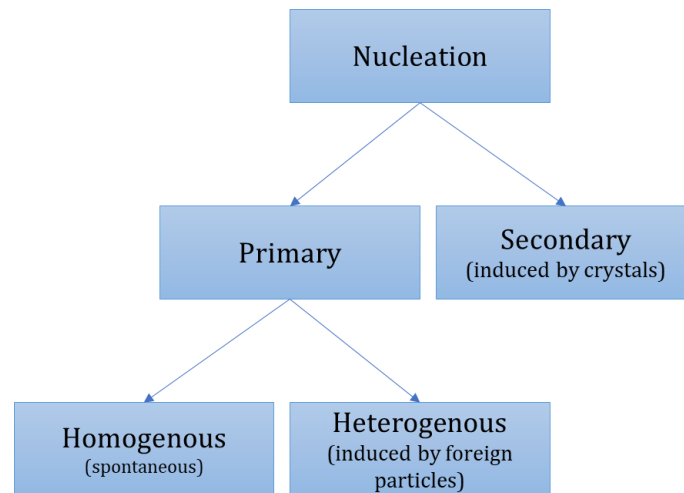 Nucleation
Primary
Secondary
(induced by crystals)
Homogenous
(spontaneous)
Heterogenous
(induced by foreign
particles)